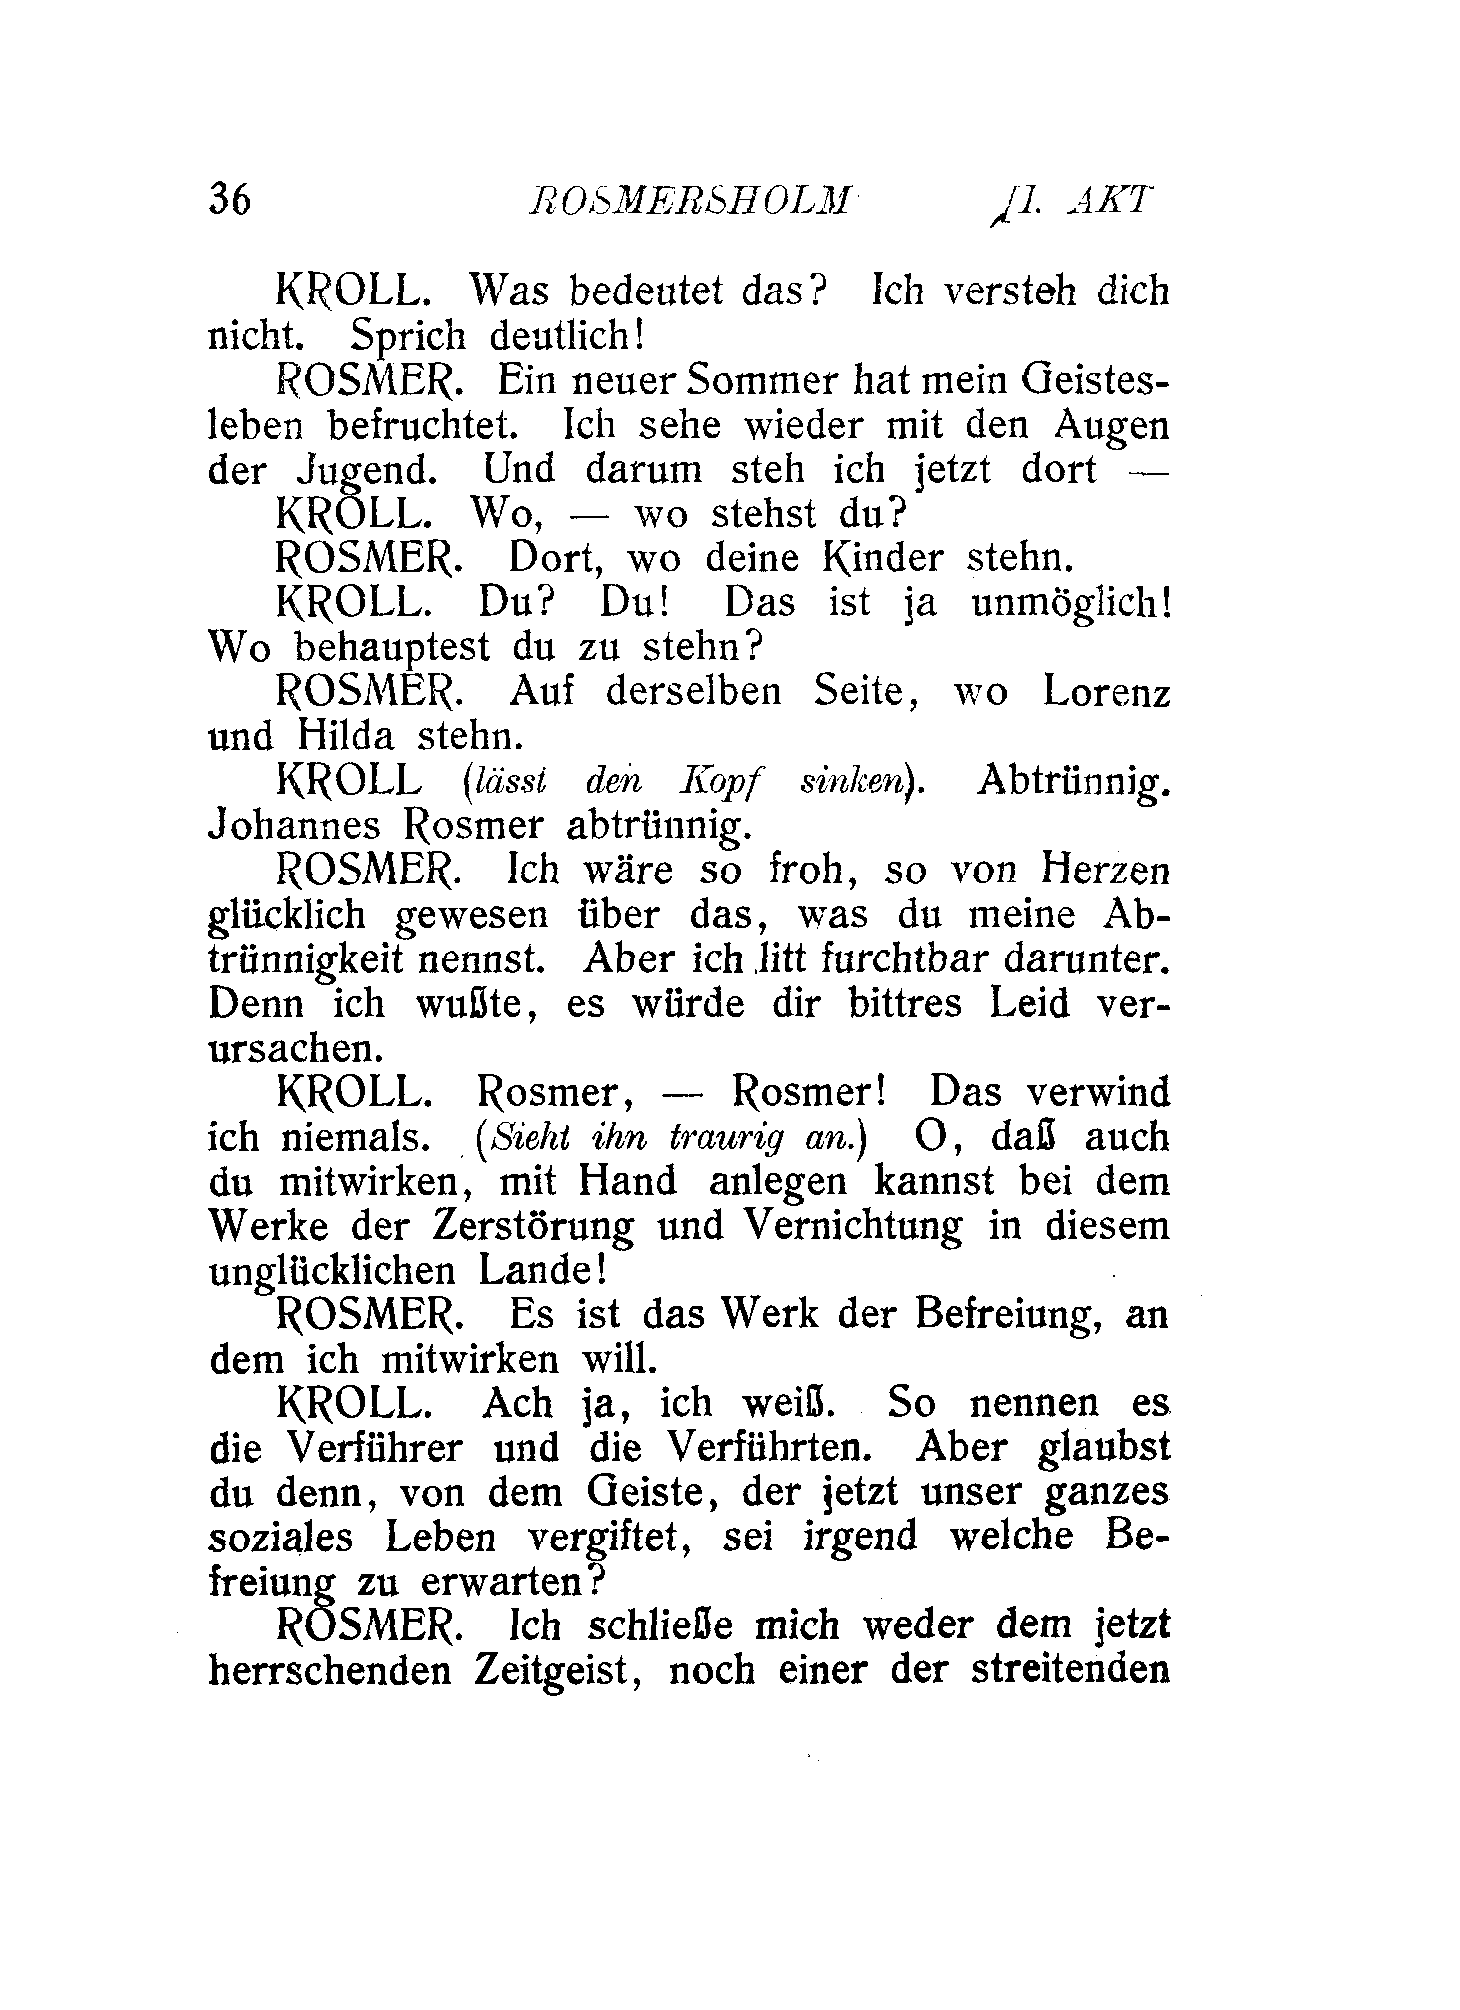 36 ROSMERSHOLM [I. AKT
KROLL. Was bedeutet das? Ich versteh dich
nicht. Sprich deutlich!
ROSMER. Ein neuer Sommer hat mein Geistes-
leben befruchtet. Ich sehe wieder mit den Augen
der Jugend. Und darum steh ich jetzt dort —
KROLL. Wo, — wo stehst du?
ROSMER. Dort, wo deine Kinder stehn.
KROLL. Du? Du! Das ist ja unmöglich!
Wo behauptest du zu stehn?
ROSMER. Auf derselben Seite, wo Lorenz
und Hilda stehn.
KROLL (lässt den Kopf sinken). Abtrünnig.
Johannes Rosmer abtrünnig.
ROSMER. Ich wäre so froh, so von Herzen
glücklich gewesen über das, was du meine Ab-
trünnigkeit nennst. Aber ich litt furchtbar darunter.
Denn ich wußte, es würde dir bittres Leid ver-
ursachen.
KROLL. Rosmer, — Rosmer! Das verwind
ich niemals. (Sieht ihn traurig an.) O, daß auch
du mitwirken, mit Hand anlegen kannst bei dem
Werke der Zerstörung und Vernichtung in diesem
unglücklichen Lande!
ROSMER. Es ist das Werk der Befreiung, an
dem ich mitwirken will.
KROLL. Ach ja, ich weiß. So nennen es
die Verführer und die Verführten. Aber glaubst
du denn, von dem Geiste, der jetzt unser ganzes
soziales Leben vergiftet, sei irgend welche Be-
freiung zu erwarten?
ROSMER. Ich schließe mich weder dem jetzt
herrschenden Zeitgeist, noch einer der streitenden